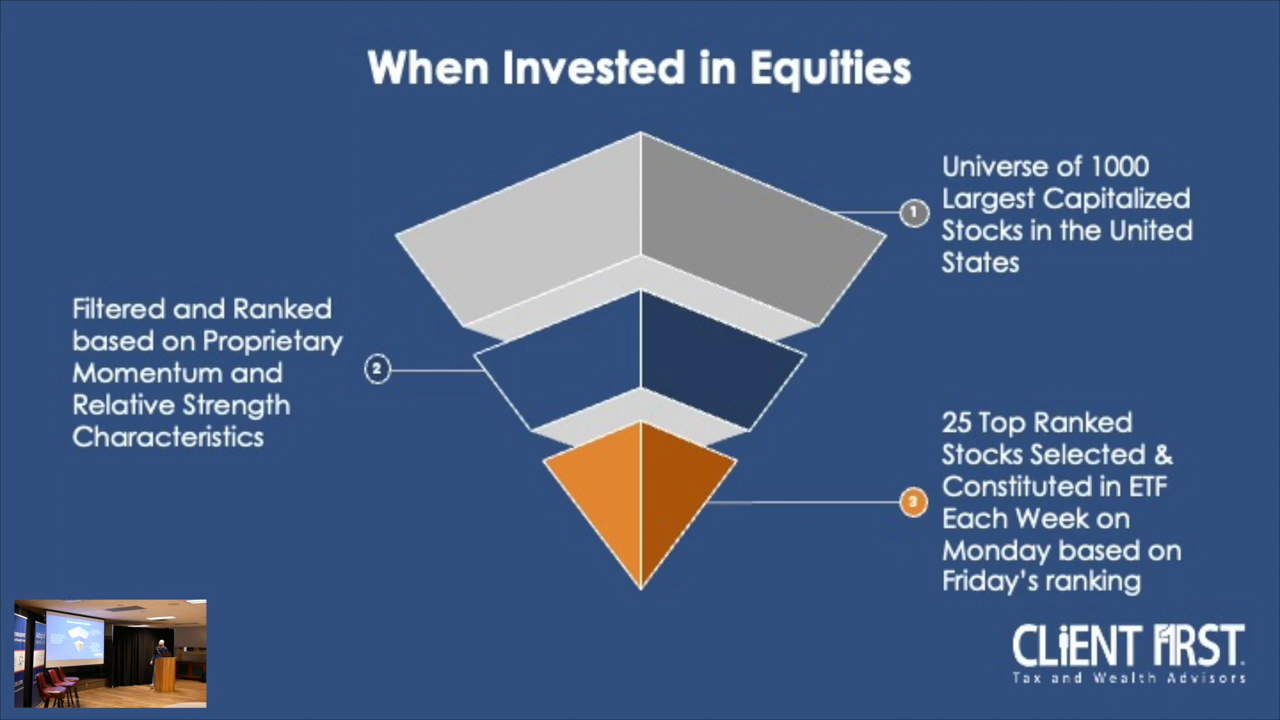 When Invested in Equities
Universe of 1000
Largest Capitalized
Stocks in the United
States
1
Filtered and Ranked
based on Proprietary
Momentum and
Relative Strength
Characteristics
2
25 Top Ranked
Stocks Selected &
Constituted in ETF
Each Week on
Monday based on
Friday's ranking
3
CLiENT FiRST
Tax and Wealth Advisors